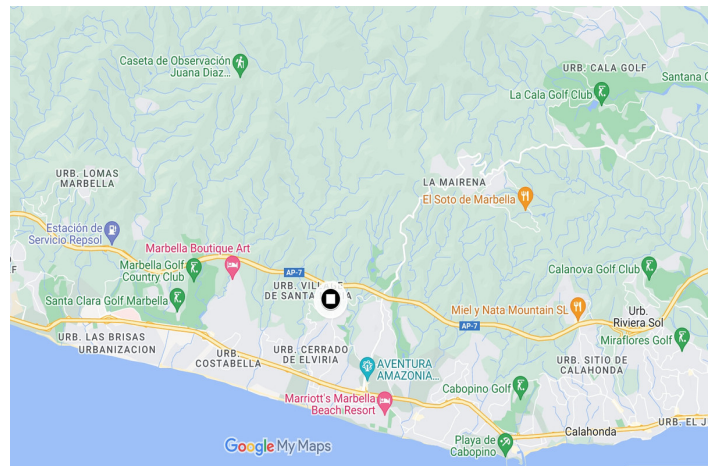 Caseta de Observación
Juana Diaz...
URB. CALA GOLF
Santana
La Cala Golf Club
URB. LOMAS
MARBELLA
LA MAIRENA
El Soto de Marbella
Estación de
Servicio Repsol
Marbella Boutique Art
Marbella Golf
Country Club
AP-7
Calanova Golf Club
URB.
DE SANTA
Santa Clara Golf Marbella
Miel y Nata Mountain SL
Urb.
Riviera Sol
AP-7
URB. LAS BRISAS
URBANIZACION
Miraflores Golf
URB.
COSTABELLA
URB. CERRADO
DE ELVIRIA
AVENTURA
AMAZONIA...
URB. SITIO DE
CALAHONDA
Cabopino Golf
Marriott's Marbella
Beach Resort
URB. EL J
Calahonda
Playa de
Cabopino
Google My Maps